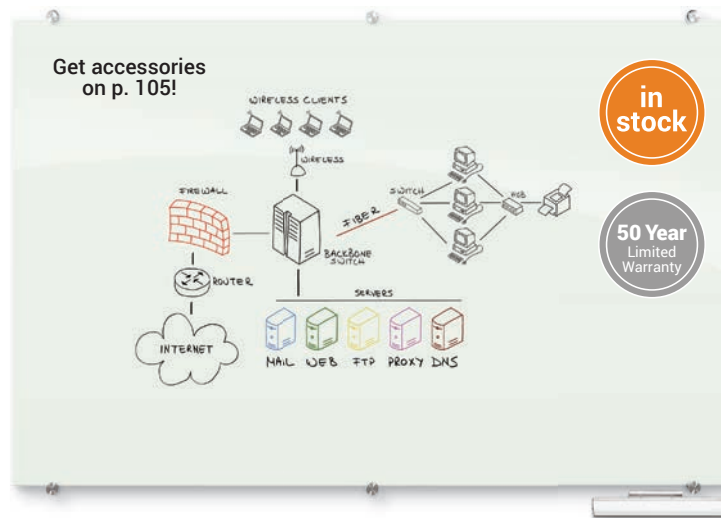 Get accessories
on p. 105!
in
stock
50 Year
Limited
Warranty
WIRELESS CLIENTS
WIRELESS
FIREWALL
SWITCH
HUB
FIBER
BACKBONE
SWITCH
ROUTER
SERVERS
INTERNET
MAIL WEB FTP PROXY DNS